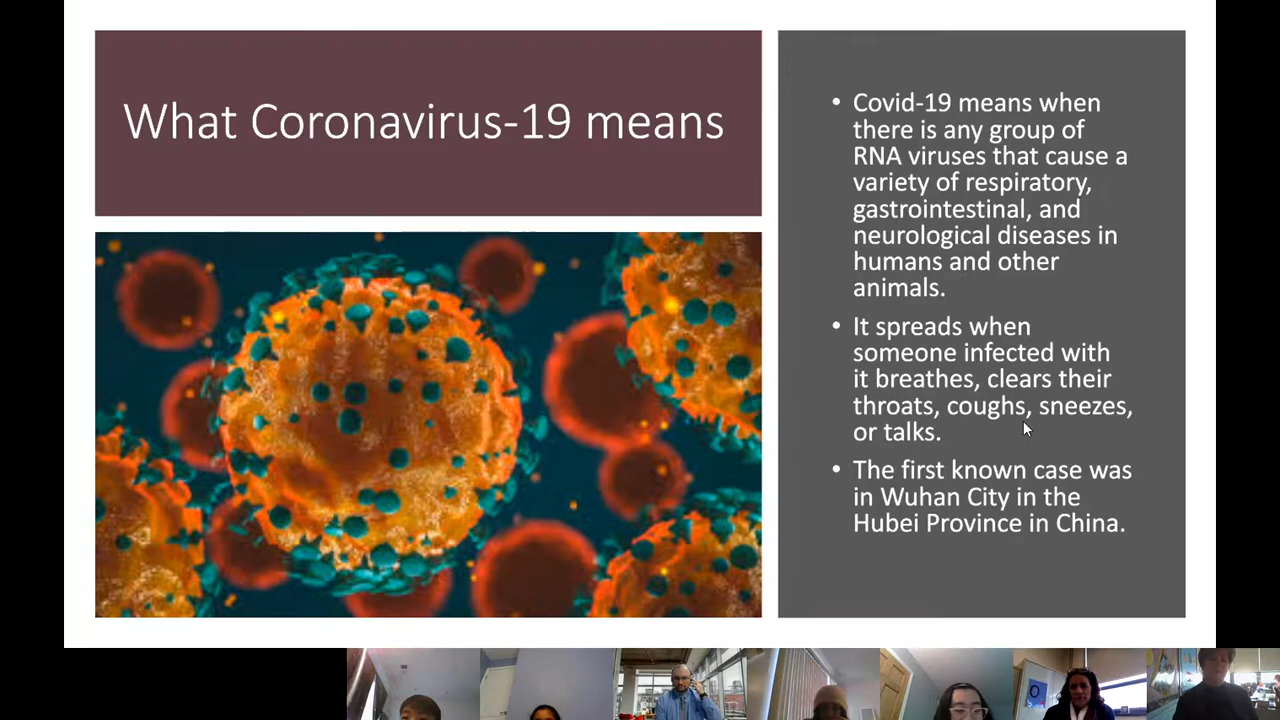 What Coronavirus-19 means
• Covid-19 means when
there is any group of
RNA viruses that cause a
variety of respiratory,
gastrointestinal, and
neurological diseases in
humans and other
animals.
• It spreads when
someone infected with
it breathes, clears their
throats, coughs, sneezes,
or talks.
• The first known case was
in Wuhan City in the
Hubei Province in China.